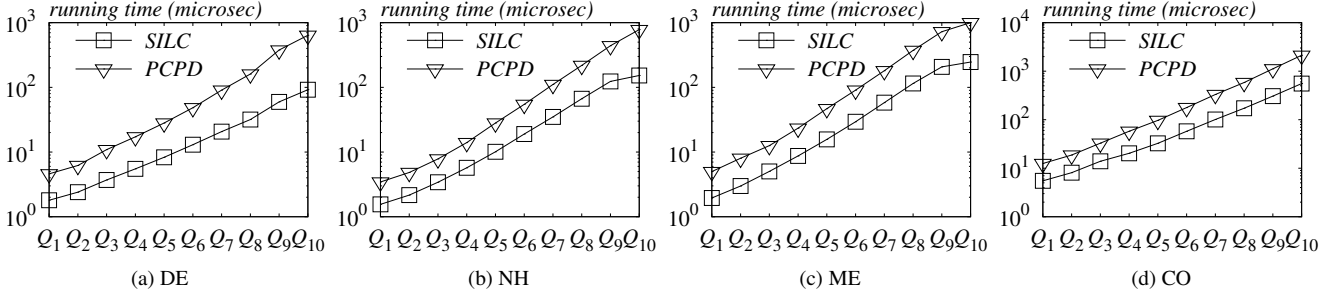 running time (microsec)
10^3
10^2
10^1
10^0
SILC
PCPD
Q1 Q2 Q3 Q4 Q5 Q6 Q7 Q8 Q9 Q10
(a) DE
running time (microsec)
10^3
10^2
10^1
10^0
SILC
PCPD
Q1 Q2 Q3 Q4 Q5 Q6 Q7 Q8 Q9 Q10
(b) NH
running time (microsec)
10^3
10^2
10^1
10^0
SILC
PCPD
Q1 Q2 Q3 Q4 Q5 Q6 Q7 Q8 Q9 Q10
(c) ME
running time (microsec)
10^4
10^3
10^2
10^1
10^0
SILC
PCPD
Q1 Q2 Q3 Q4 Q5 Q6 Q7 Q8 Q9 Q10
(d) CO